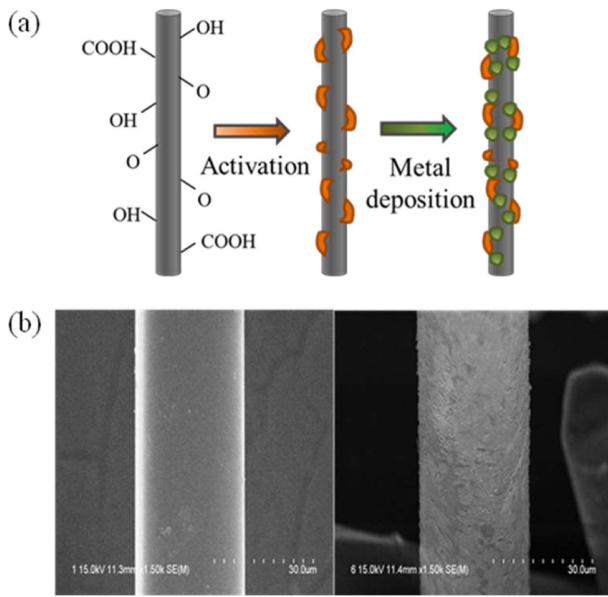 (a)
OH
COOH
O
OH
O
O
OH
COOH
Activation
Metal
deposition
(b)
1 15.0kV 11.3mm x1.50k SE(M)
30.0um
6 15.0kV 11.4mm x1.50k SE(M)
30.0um